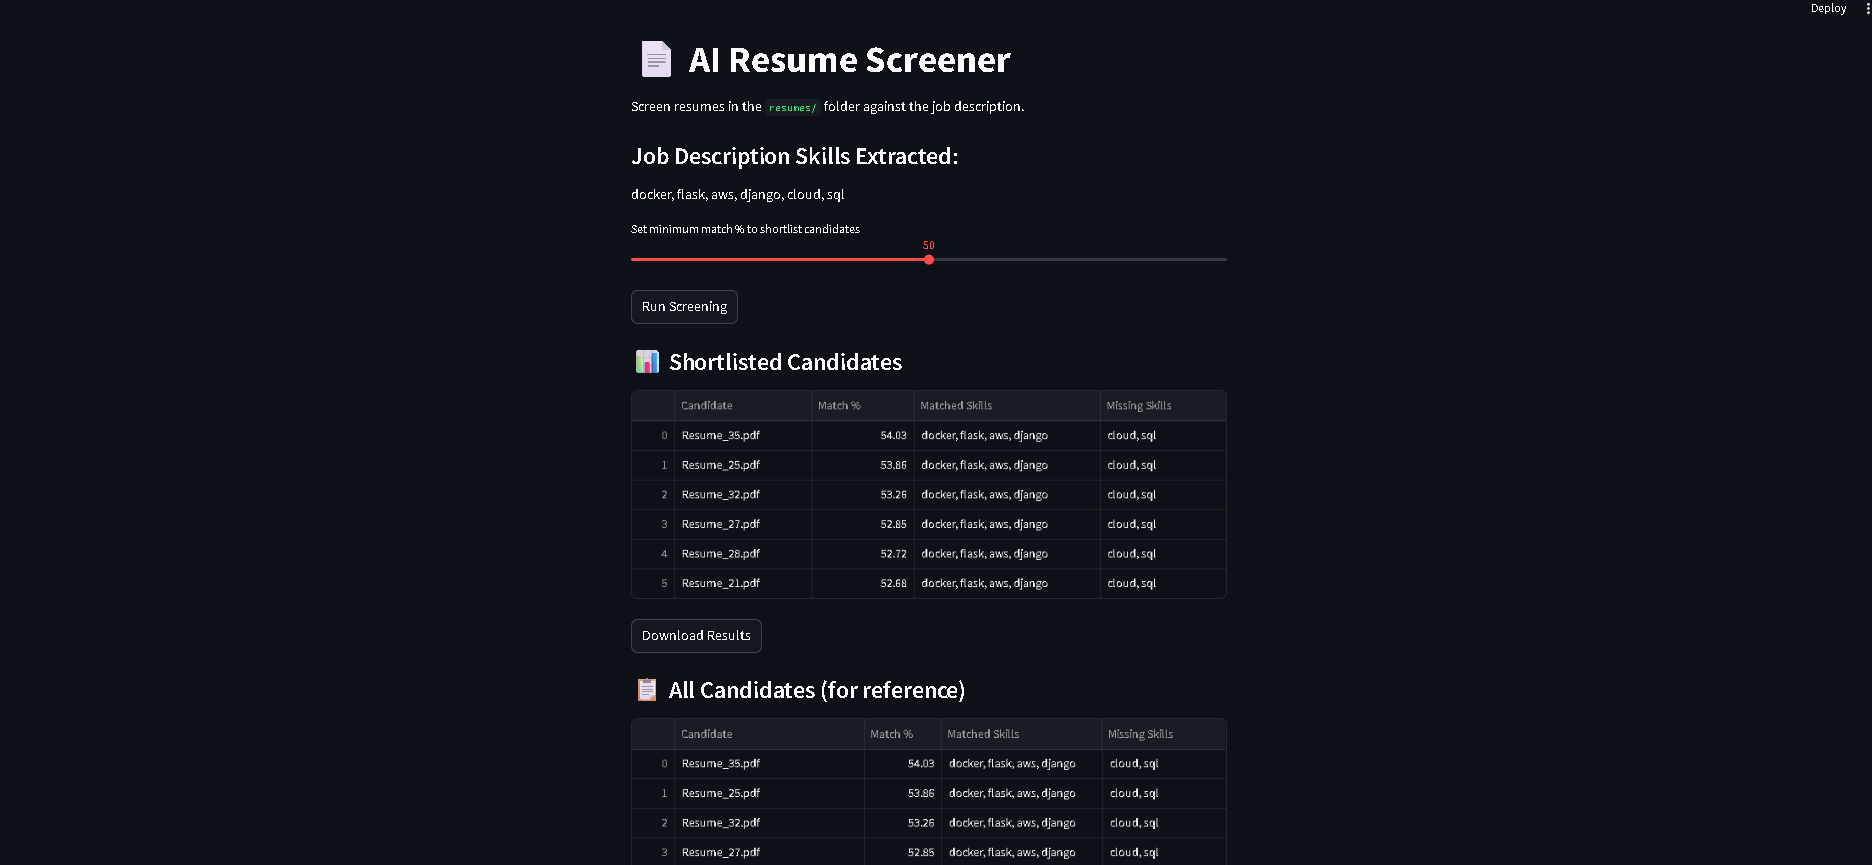 Deploy
AI Resume Screener
Screen resumes in the resumes/ folder against the job description.
Job Description Skills Extracted:
docker, flask, aws, django, cloud, sql
Set minimum match % to shortlist candidates
50
Run Screening
Shortlisted Candidates
Candidate Match % Matched Skills Missing Skills
0 Resume_35.pdf 54.03 docker, flask, aws, django cloud, sql
1 Resume_25.pdf 53.86 docker, flask, aws, django cloud, sql
2 Resume_32.pdf 53.26 docker, flask, aws, django cloud, sql
3 Resume_27.pdf 52.85 docker, flask, aws, django cloud, sql
4 Resume_28.pdf 52.72 docker, flask, aws, django cloud, sql
5 Resume_21.pdf 52.68 docker, flask, aws, django cloud, sql
Download Results
All Candidates (for reference)
Candidate Match % Matched Skills Missing Skills
0 Resume_35.pdf 54.03 docker, flask, aws, django cloud, sql
1 Resume_25.pdf 53.86 docker, flask, aws, django cloud, sql
2 Resume_32.pdf 53.26 docker, flask, aws, django cloud, sql
3 Resume_27.pdf 52.85 docker, flask, aws, django cloud, sql